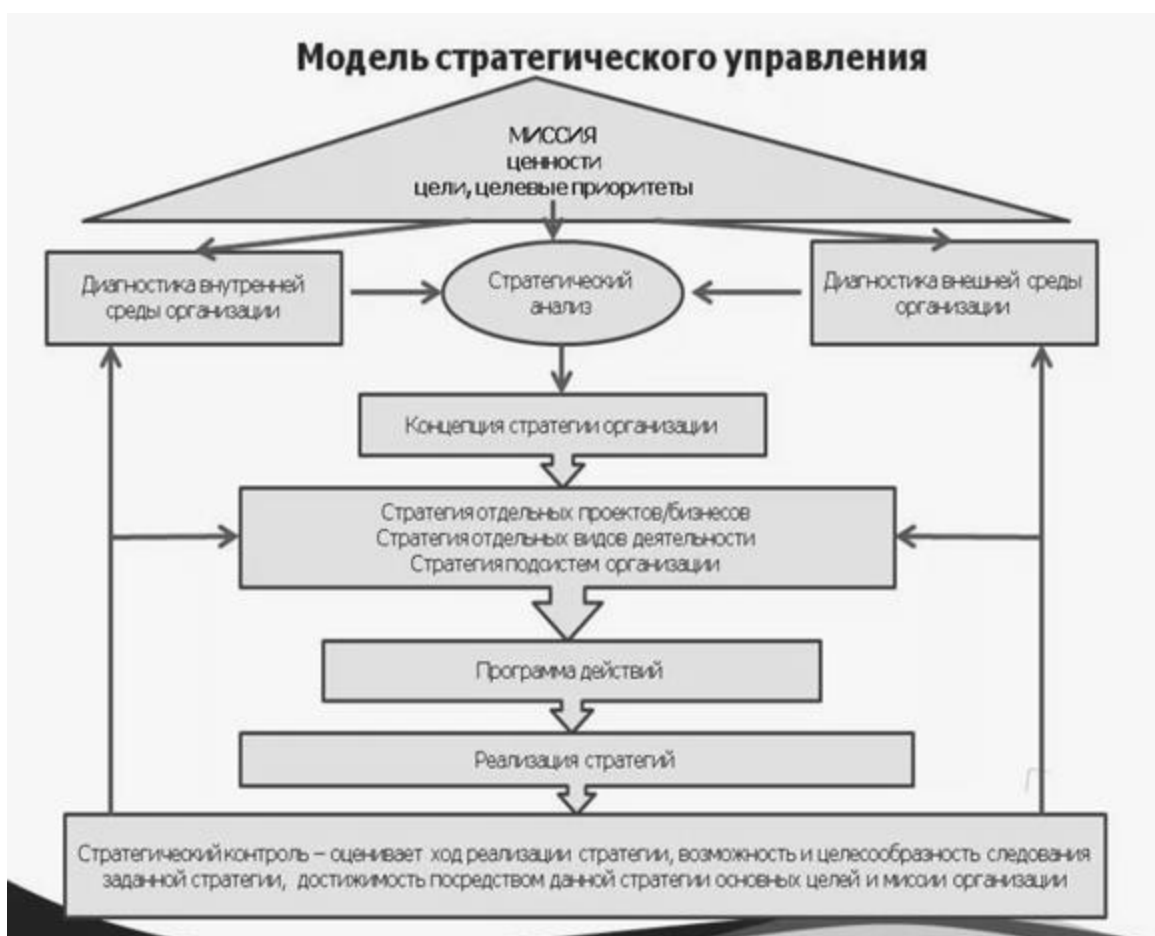 Модель стратегического управления
МИССИЯ
ценности
цели, целевые приоритеты
Диагностика внутренней
среды организации
Стратегический
анализ
Диагностика внешней среды
организации
Концепция стратегии организации
Стратегия отдельных проектов/бизнесов
Стратегия отдельных видов деятельности
Стратегия подсистем организации
Программа действий
Реализация стратегий
Стратегический контроль – оценивает ход реализации стратегии, возможность и целесообразность следования
заданной стратегии, достижимость посредством данной стратегии основных целей и миссии организации